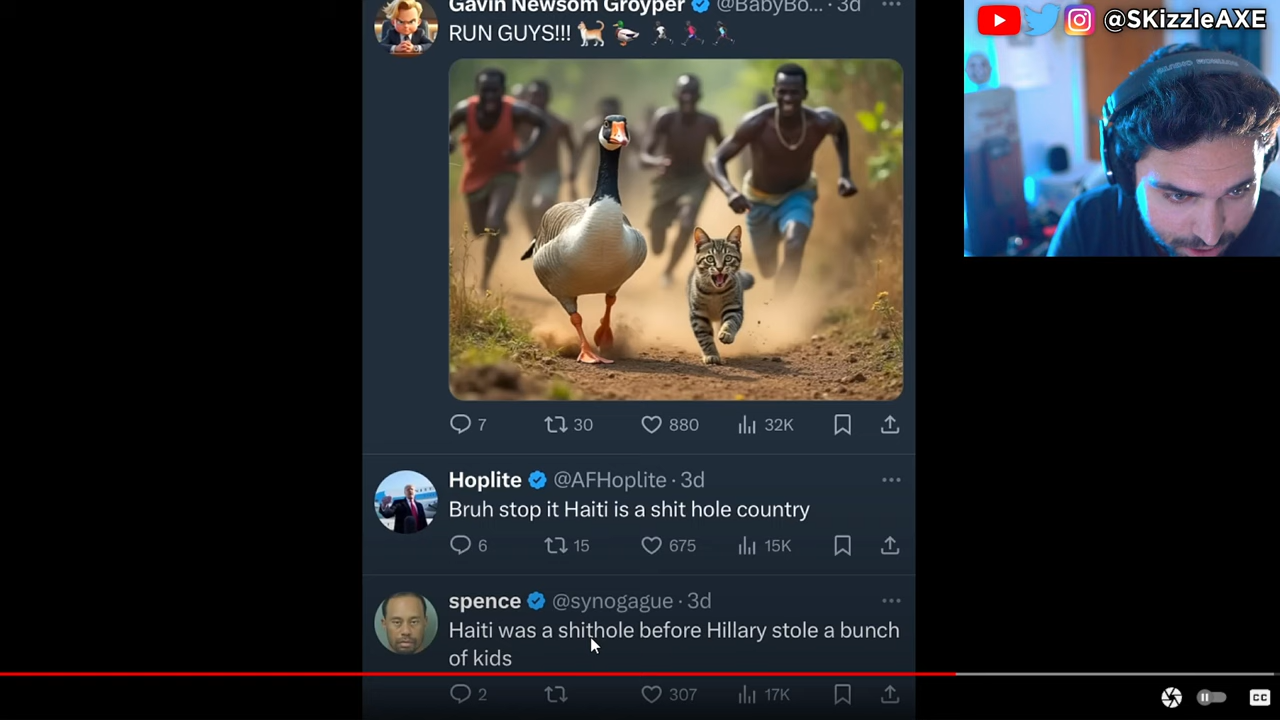 @SKizzleAXE
Gavin Newsom Groyper @BabyBo... · 3d
RUN GUYS!!!
7 30 880 32K
Hoplite @AFHoplite · 3d
Bruh stop it Haiti is a shit hole country
6 15 675 15K
spence @synogague · 3d
Haiti was a shithole before Hillary stole a bunch
of kids
2 307 17K
CC